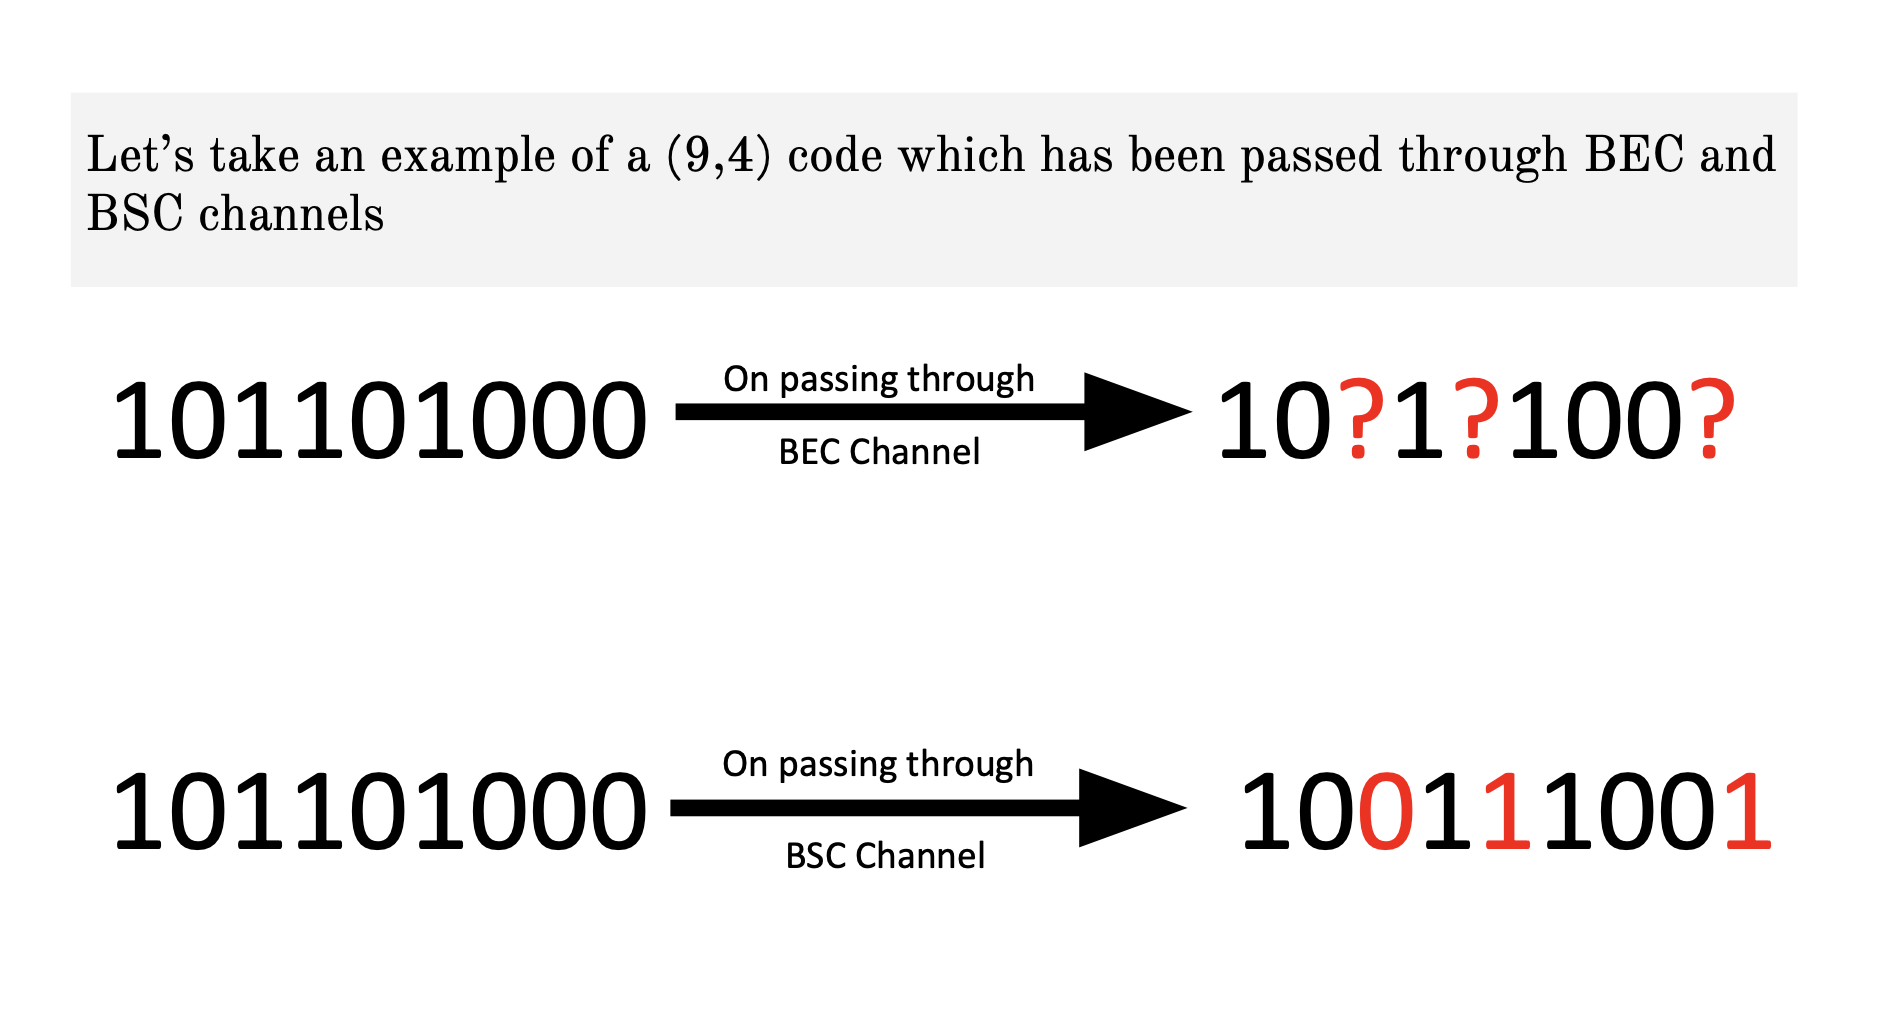 Let’s take an example of a (9,4) code which has been passed through BEC and
BSC channels
On passing through
101101000 10?1?100?
BEC Channel
On passing through
101101000 100111001
BSC Channel